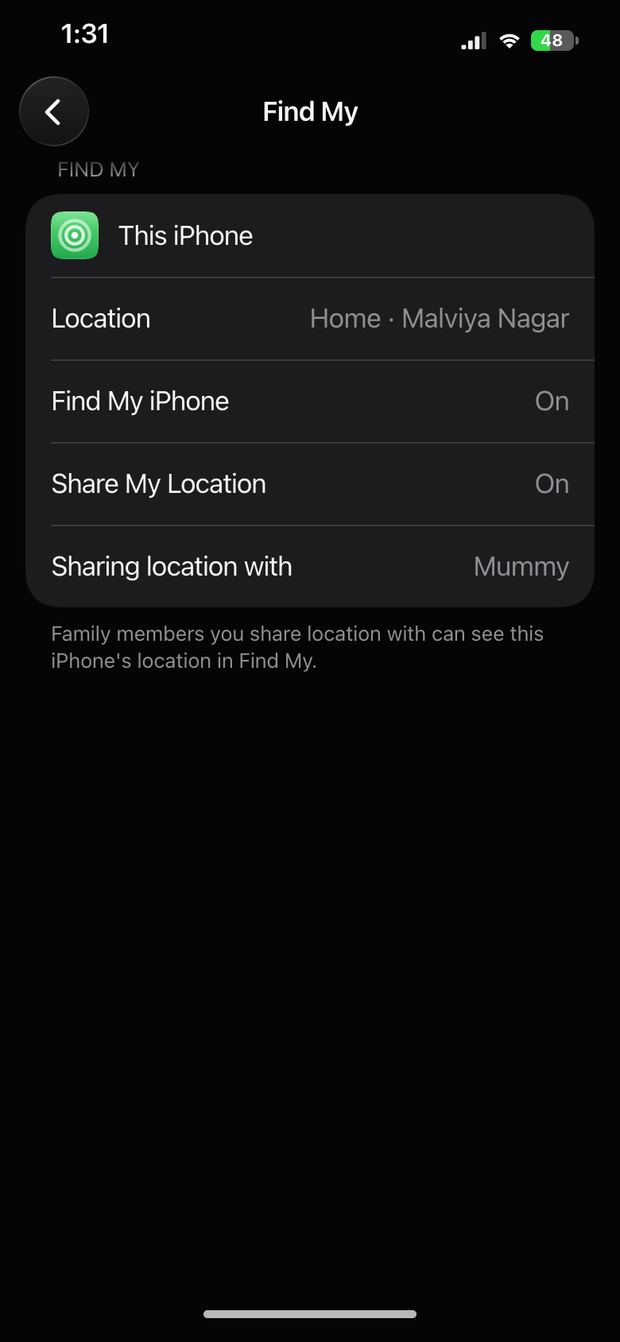 1:31
48
Find My
FIND MY
This iPhone
Location Home · Malviya Nagar
Find My iPhone On
Share My Location On
Sharing location with Mummy
Family members you share location with can see this
iPhone's location in Find My.